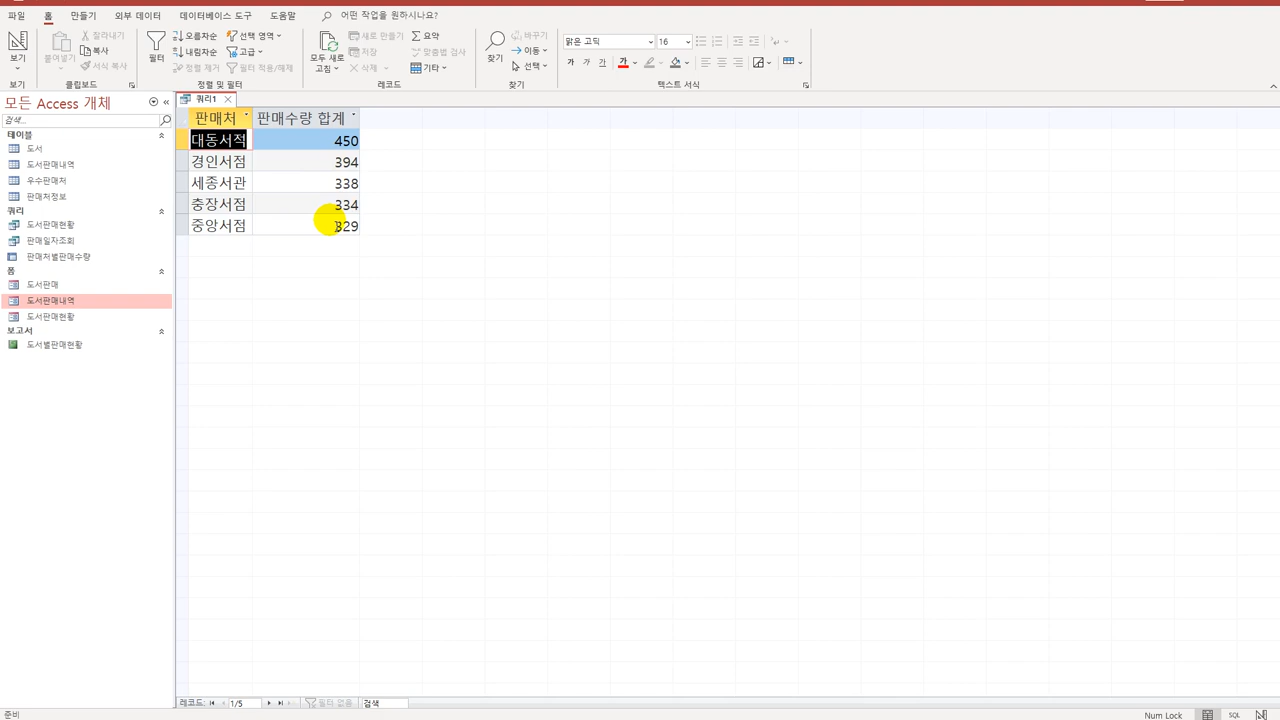 파일 홈 만들기 외부 데이터 데이터베이스 도구 도움말 어떤 작업을 원하시나요?
보기
보기
붙여넣기
잘라내기
복사
서식 복사
클립보드
필터
오름차순
내림차순
정렬 제거
선택 영역
고급
필터 적용/해제
정렬 및 필터
모두 새로
고침
새로 만들기
저장
삭제
요약
맞춤법 검사
기타
레코드
찾기
바꾸기
이동
선택
찾기
맑은 고딕 16
가 가 가 가
텍스트 서식
모든 Access 개체
검색...
테이블
도서
도서판매내역
우수판매처
판매처정보
쿼리
도서판매현황
판매일자조회
판매처별판매수량
폼
도서판매
도서판매내역
도서판매현황
보고서
도서별판매현황
쿼리1
판매처 판매수량 합계
대동서적 450
경인서점 394
세종서관 338
충장서점 334
중앙서점 329
레코드: 1/5 필터 없음 검색
준비 Num Lock SQL